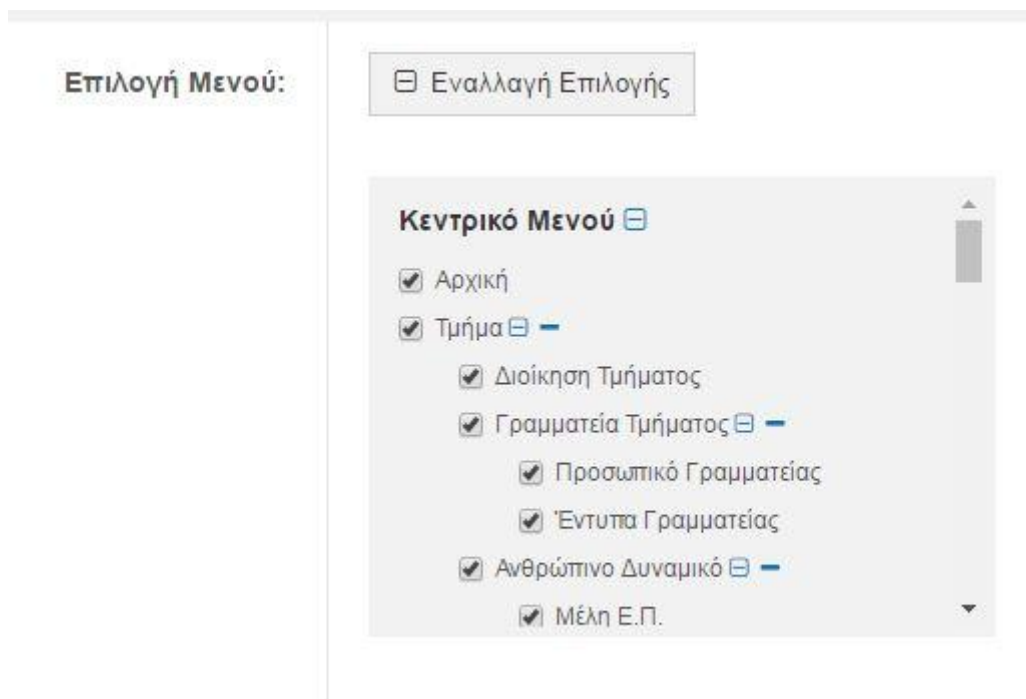 Επιλογή Μενού:
Εναλλαγή Επιλογής
Κεντρικό Μενού
Αρχική
Τμήμα
Διοίκηση Τμήματος
Γραμματεία Τμήματος
Προσωπικό Γραμματείας
Έντυπα Γραμματείας
Ανθρώπινο Δυναμικό
Μέλη Ε.Π.